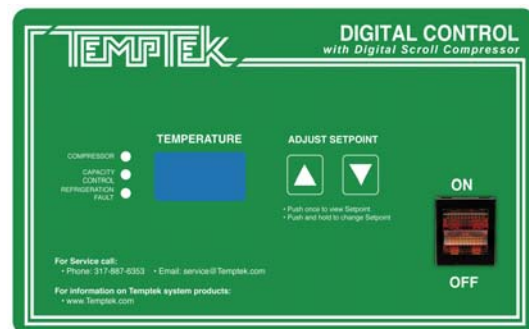 TEMPTEK
DIGITAL CONTROL
with Digital Scroll Compressor
TEMPERATURE
ADJUST SETPOINT
COMPRESSOR
CAPACITY
CONTROL
REFRIGERATION
FAULT
• Push once to view Setpoint
• Push and hold to change Setpoint
ON
OFF
For Service call:
• Phone: 317-887-6353 • Email: service@Temptek.com
For information on Temptek system products:
• www.Temptek.com